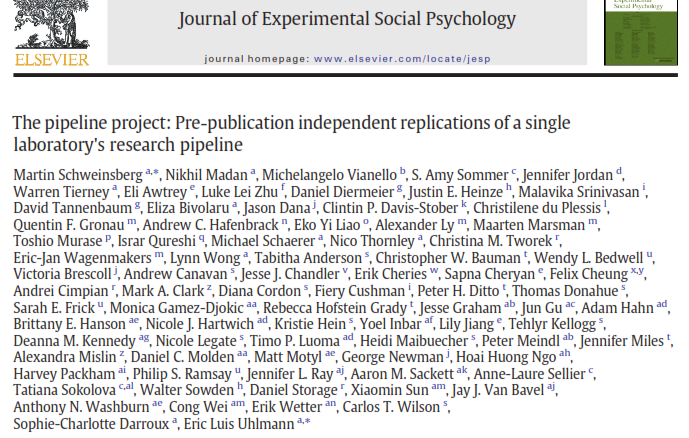 Journal of Experimental Social Psychology
Social Psychology
ELSEVIER
journal homepage: www.elsevier.com/locate/jesp
The pipeline project: Pre-publication independent replications of a single
laboratory's research pipeline
Martin Schweinsberg a,*, Nikhil Madan a, Michelangelo Vianello b, S. Amy Sommer c, Jennifer Jordan d,
Warren Tierney a, Eli Awtrey e, Luke Lei Zhu f, Daniel Diermeier g, Justin E. Heinze h, Malavika Srinivasan i,
David Tannenbaum g, Eliza Bivolaru a, Jason Dana j, Clintin P. Davis-Stober k, Christilene du Plessis l,
Quentin F. Gronau m, Andrew C. Hafenbrack n, Eko Yi Liao o, Alexander Ly m, Maarten Marsman m,
Toshio Murase p, Israr Qureshi q, Michael Schaerer a, Nico Thornley a, Christina M. Tworek r,
Eric-Jan Wagenmakers m, Lynn Wong a, Tabitha Anderson s, Christopher W. Bauman t, Wendy L. Bedwell u,
Victoria Brescoll j, Andrew Canavan s, Jesse J. Chandler v, Erik Cheries w, Sapna Cheryan e, Felix Cheung x,y,
Andrei Cimpian r, Mark A. Clark z, Diana Cordon s, Fiery Cushman i, Peter H. Ditto t, Thomas Donahue s,
Sarah E. Frick u, Monica Gamez-Djokic aa, Rebecca Hofstein Grady t, Jesse Graham ab, Jun Gu ac, Adam Hahn ad,
Brittany E. Hanson ae, Nicole J. Hartwich ad, Kristie Hein s, Yoel Inbar af, Lily Jiang e, Tehlyr Kellogg s,
Deanna M. Kennedy ag, Nicole Legate s, Timo P. Luoma ad, Heidi Maibuecher s, Peter Meindl ab, Jennifer Miles t,
Alexandra Mislin z, Daniel C. Molden aa, Matt Motyl ae, George Newman j, Hoai Huong Ngo ah,
Harvey Packham ai, Philip S. Ramsay u, Jennifer L. Ray aj, Aaron M. Sackett ak, Anne-Laure Sellier c,
Tatiana Sokolova c,al, Walter Sowden h, Daniel Storage r, Xiaomin Sun am, Jay J. Van Bavel aj,
Anthony N. Washburn ae, Cong Wei am, Erik Wetter an, Carlos T. Wilson s,
Sophie-Charlotte Darroux a, Eric Luis Uhlmann a,*